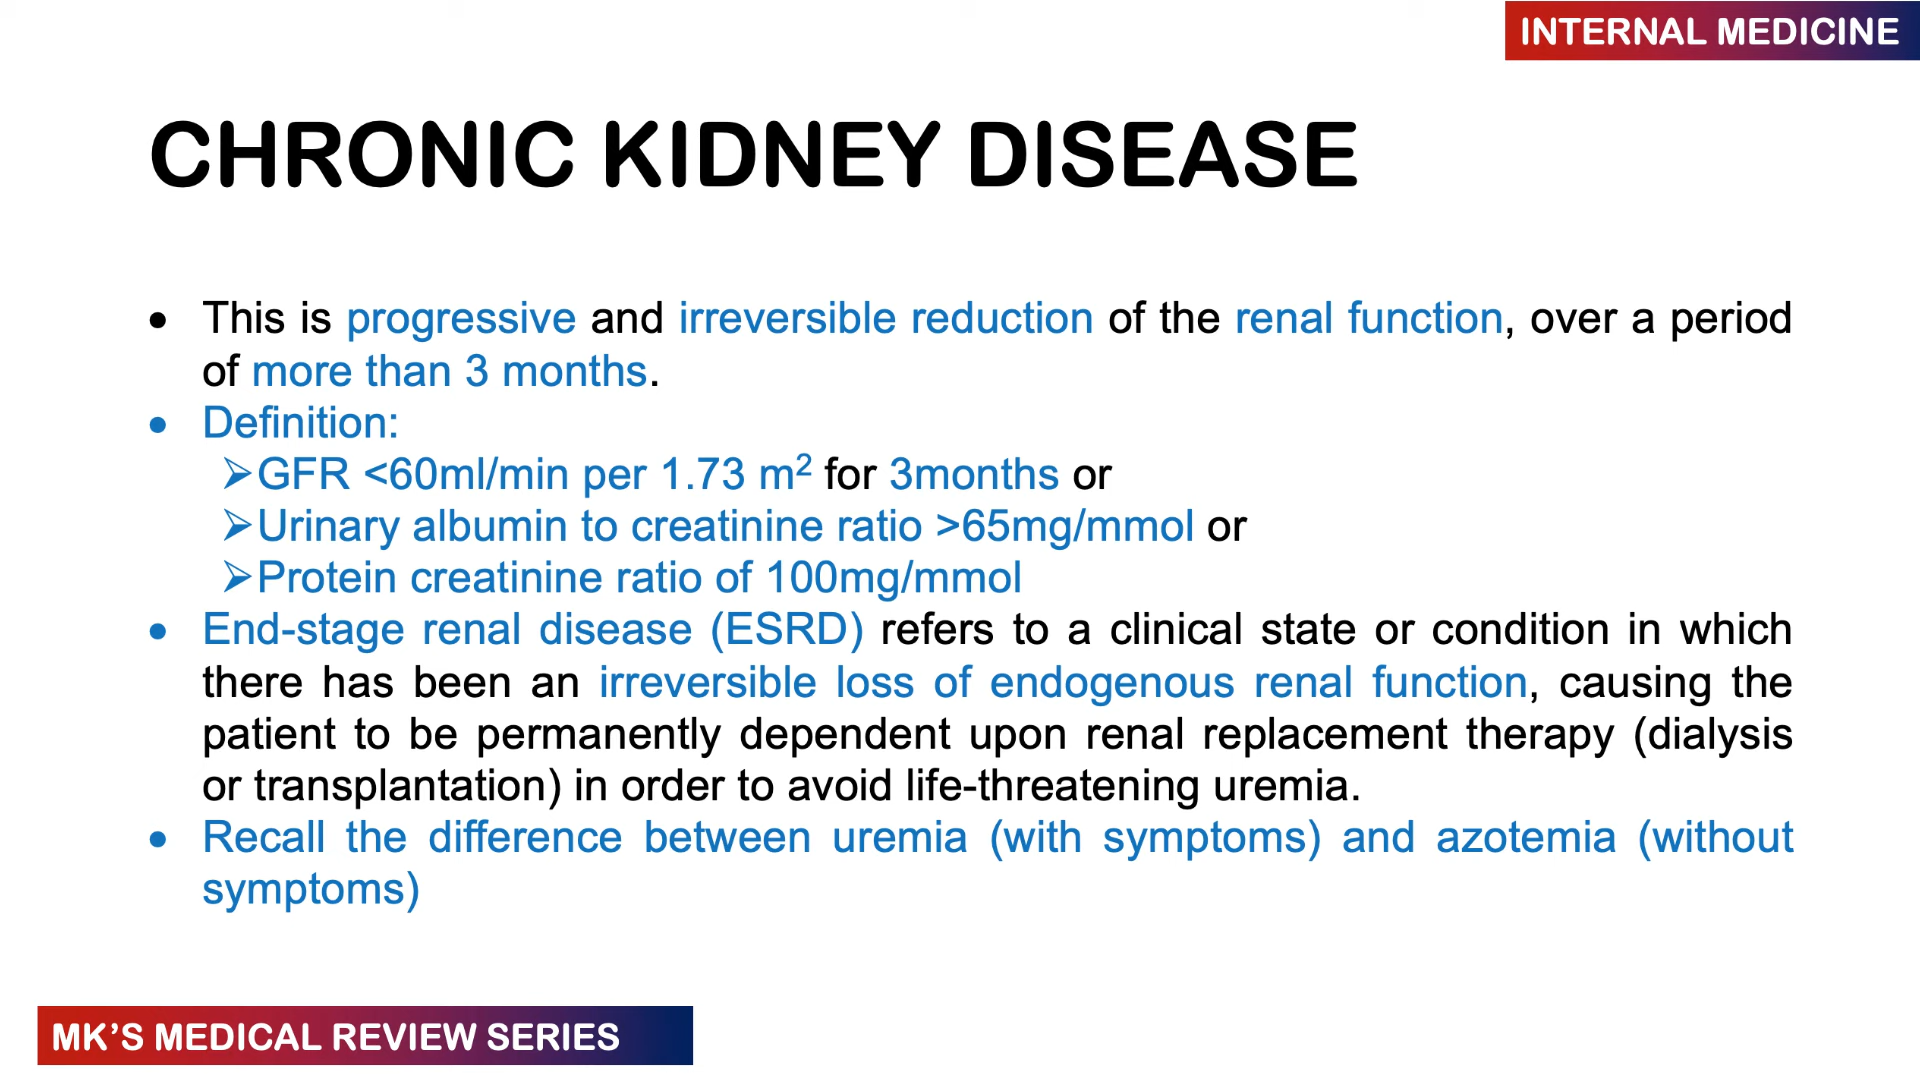 INTERNAL MEDICINE
CHRONIC KIDNEY DISEASE
• This is progressive and irreversible reduction of the renal function, over a period
of more than 3 months.
• Definition:
➢GFR <60ml/min per 1.73 m² for 3months or
➢Urinary albumin to creatinine ratio >65mg/mmol or
➢Protein creatinine ratio of 100mg/mmol
• End-stage renal disease (ESRD) refers to a clinical state or condition in which
there has been an irreversible loss of endogenous renal function, causing the
patient to be permanently dependent upon renal replacement therapy (dialysis
or transplantation) in order to avoid life-threatening uremia.
• Recall the difference between uremia (with symptoms) and azotemia (without
symptoms)
MK’S MEDICAL REVIEW SERIES